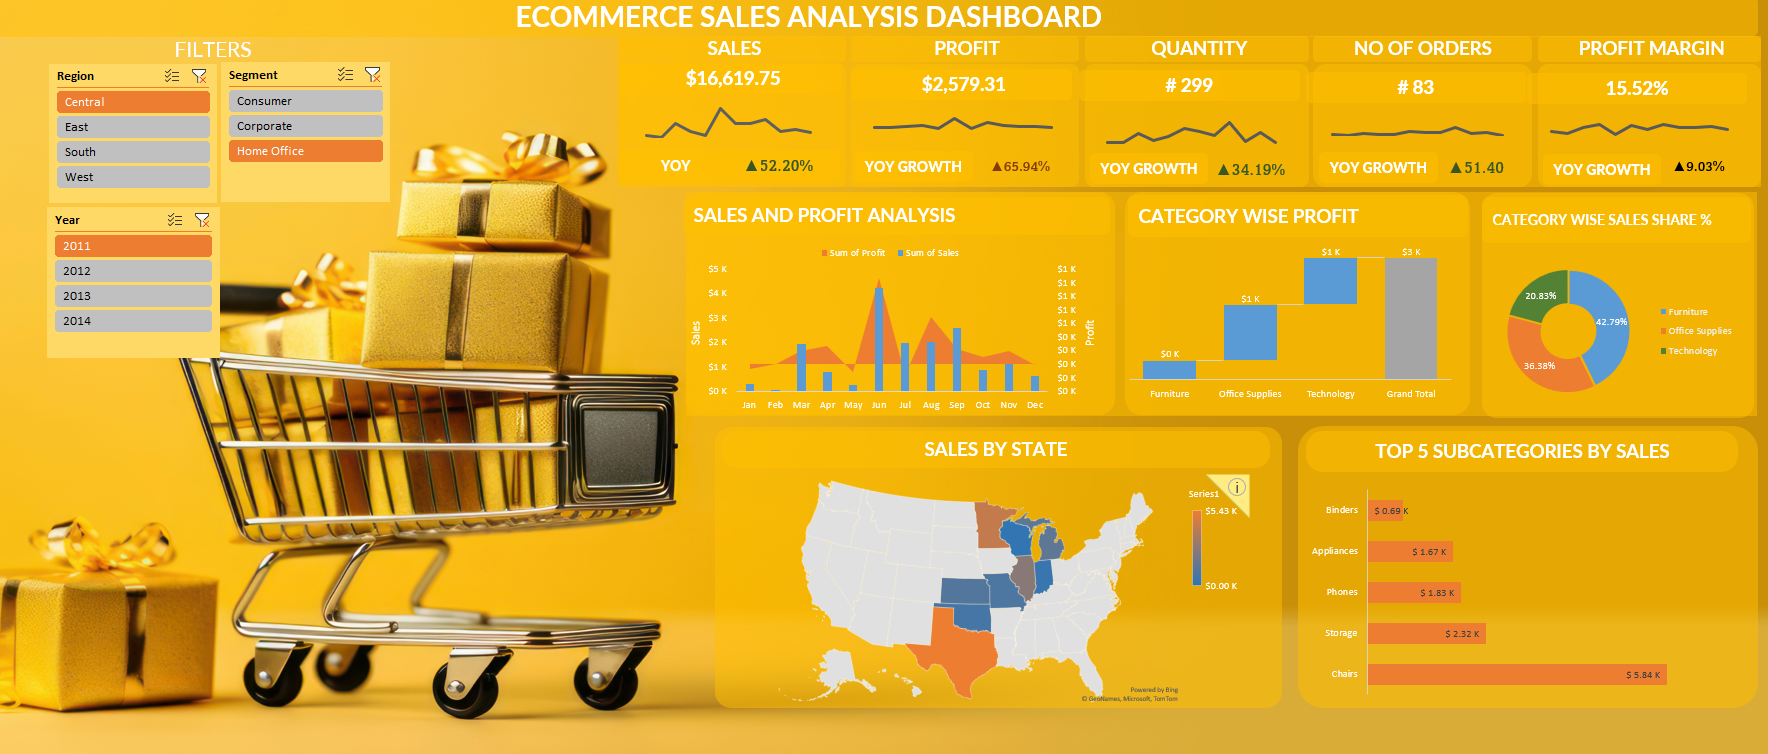 ECOMMERCE SALES ANALYSIS DASHBOARD
FILTERS
Region
Central
East
South
West
Segment
Consumer
Corporate
Home Office
Year
2011
2012
2013
2014
SALES
$16,619.75
YOY ▲52.20%
PROFIT
$2,579.31
YOY GROWTH ▲65.94%
QUANTITY
# 299
YOY GROWTH ▲34.19%
NO OF ORDERS
# 83
YOY GROWTH ▲51.40
PROFIT MARGIN
15.52%
YOY GROWTH ▲9.03%
SALES AND PROFIT ANALYSIS
Sum of Profit Sum of Sales
Sales
$5 K
$4 K
$3 K
$2 K
$1 K
$0 K
$1 K
$1 K
$1 K
$1 K
$1 K
$0 K
$0 K
$0 K
$0 K
$0 K
Profit
Jan Feb Mar Apr May Jun Jul Aug Sep Oct Nov Dec
CATEGORY WISE PROFIT
$0 K
$1 K
$1 K
$3 K
Furniture Office Supplies Technology Grand Total
CATEGORY WISE SALES SHARE %
20.83%
42.79%
36.38%
Furniture
Office Supplies
Technology
SALES BY STATE
Series1
$5.43 K
$0.00 K
Powered by Bing
© GeoNames, Microsoft, TomTom
TOP 5 SUBCATEGORIES BY SALES
Binders $ 0.69 K
Appliances $ 1.67 K
Phones $ 1.83 K
Storage $ 2.32 K
Chairs $ 5.84 K